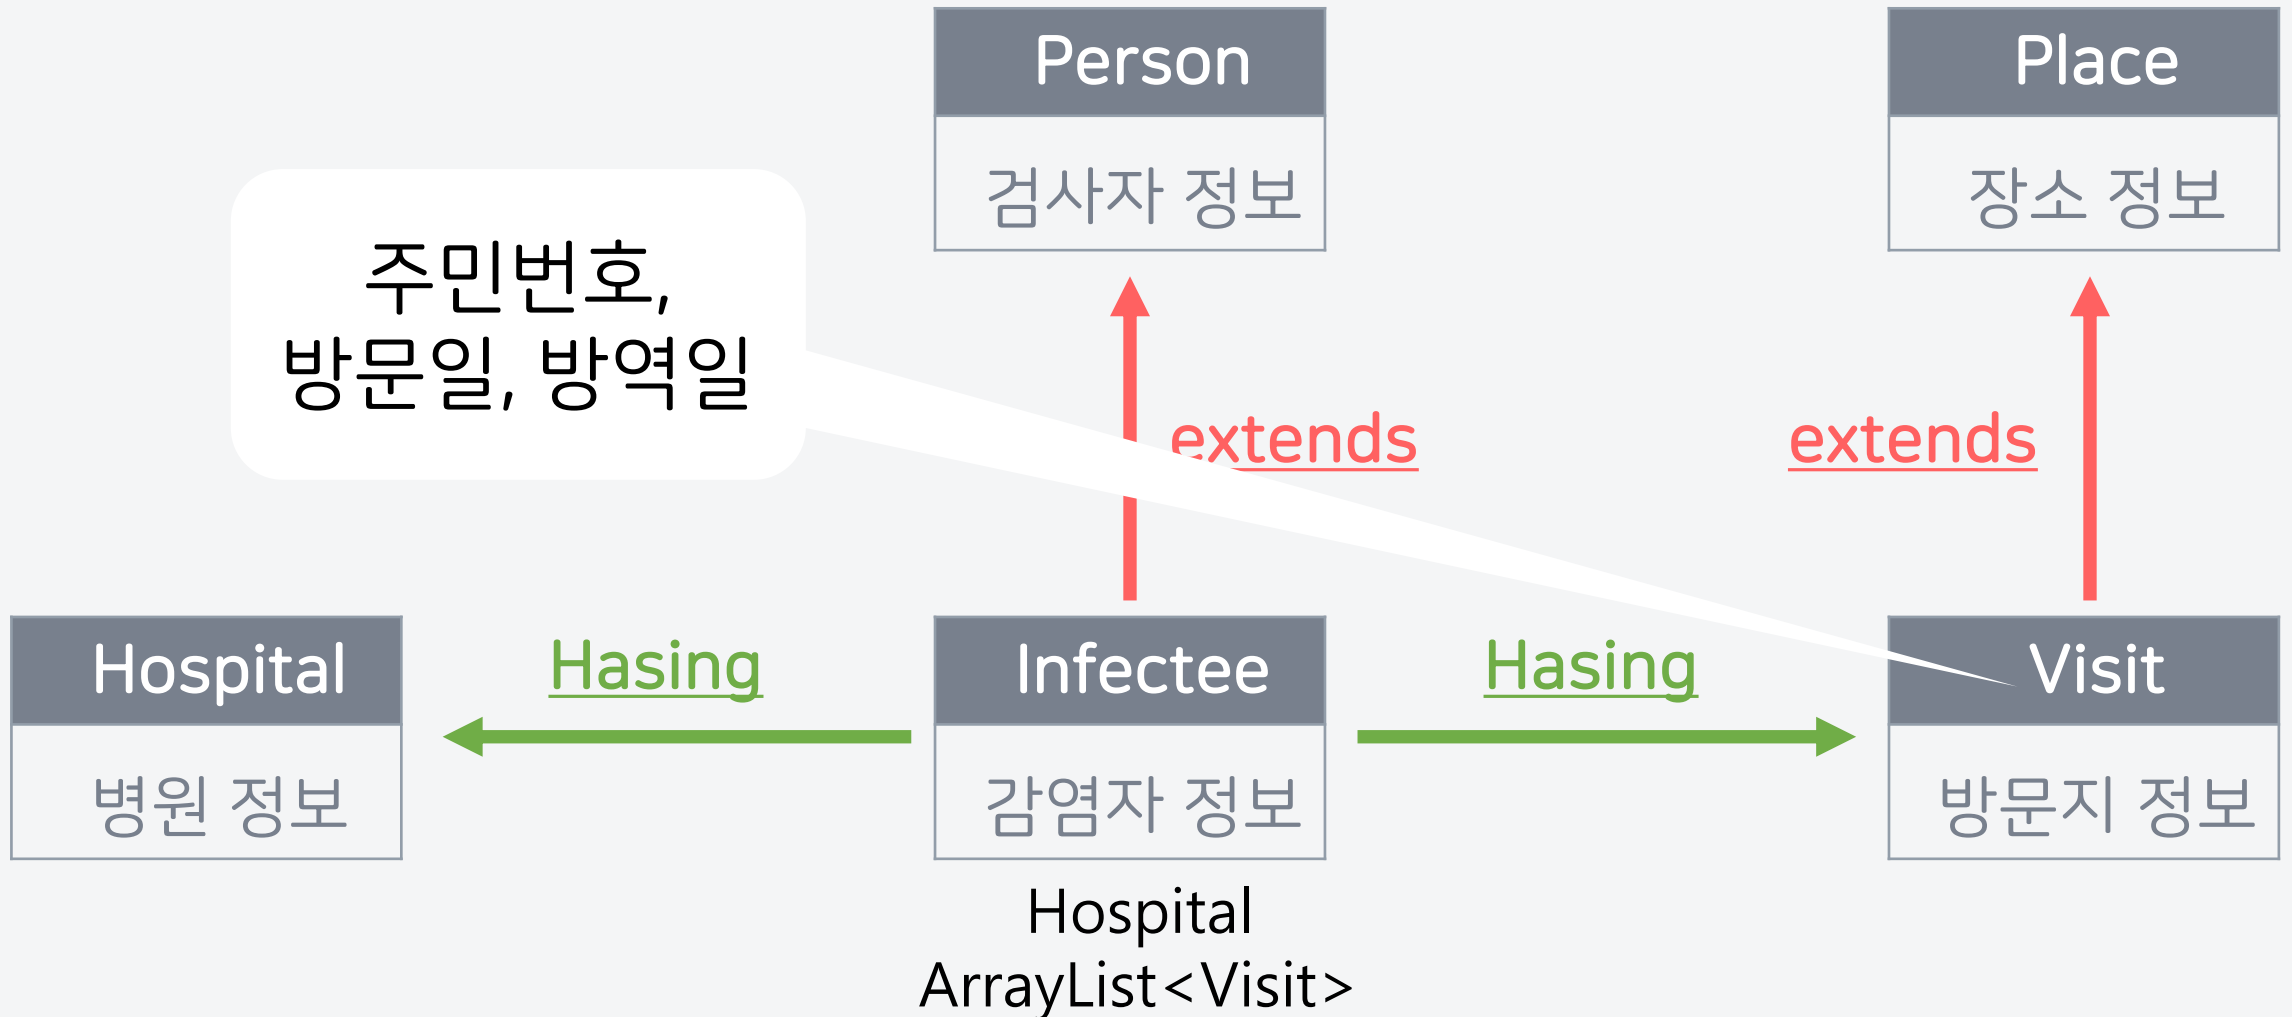 Person
검사자 정보
Place
장소 정보
주민번호,
방문일, 방역일
extends
extends
Hospital
병원 정보
Hasing
Infectee
감염자 정보
Hasing
Visit
방문지 정보
Hospital
ArrayList<Visit>